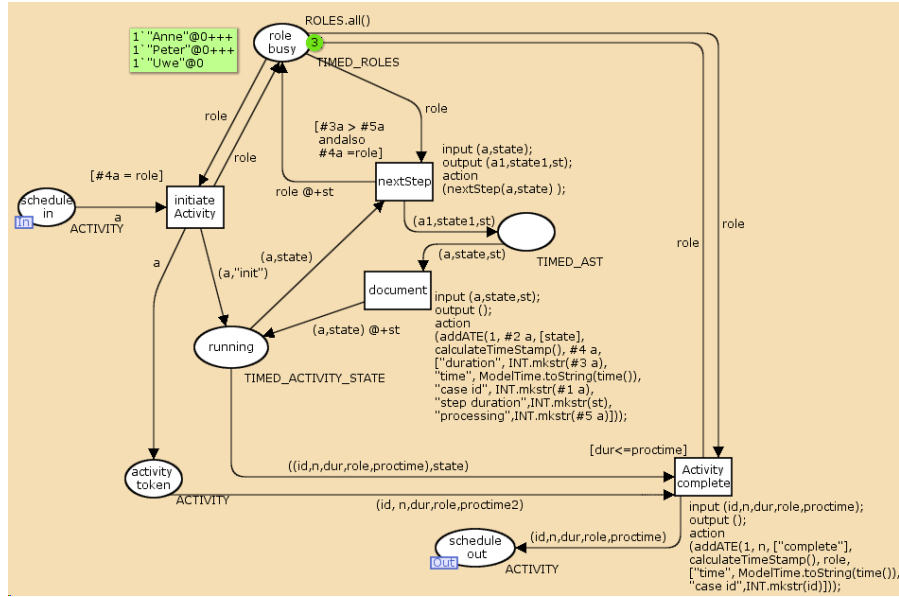 ROLES.all()
1`"Anne"@0+++
1`"Peter"@0+++
1`"Uwe"@0
role
busy
3
TIMED_ROLES
role
role
role
[#3a > #5a
andalso
#4a =role]
input (a,state);
output (a1,state1,st);
action
(nextStep(a,state) );
nextStep
role @+st
[#4a = role]
schedule
in
In
a
ACTIVITY
initiate
Activity
(a1,state1,st)
TIMED_AST
role
role
a
(a,"init")
(a,state)
(a,state,st)
document
(a,state) @+st
input (a,state,st);
output ();
action
(addATE(1, #2 a, [state],
calculateTimeStamp(), #4 a,
["duration", INT.mkstr(#3 a),
"time", ModelTime.toString(time()),
"case id", INT.mkstr(#1 a),
"step duration",INT.mkstr(st),
"processing",INT.mkstr(#5 a)]));
running
TIMED_ACTIVITY_STATE
[dur<=proctime]
((id,n,dur,role,proctime),state)
Activity
complete
activity
token
ACTIVITY
(id, n,dur,role,proctime2)
input (id,n,dur,role,proctime);
output ();
action
(addATE(1, n, ["complete"],
calculateTimeStamp(), role,
["time", ModelTime.toString(time()),
"case id",INT.mkstr(id)]));
(id,n,dur,role,proctime)
schedule
out
Out
ACTIVITY